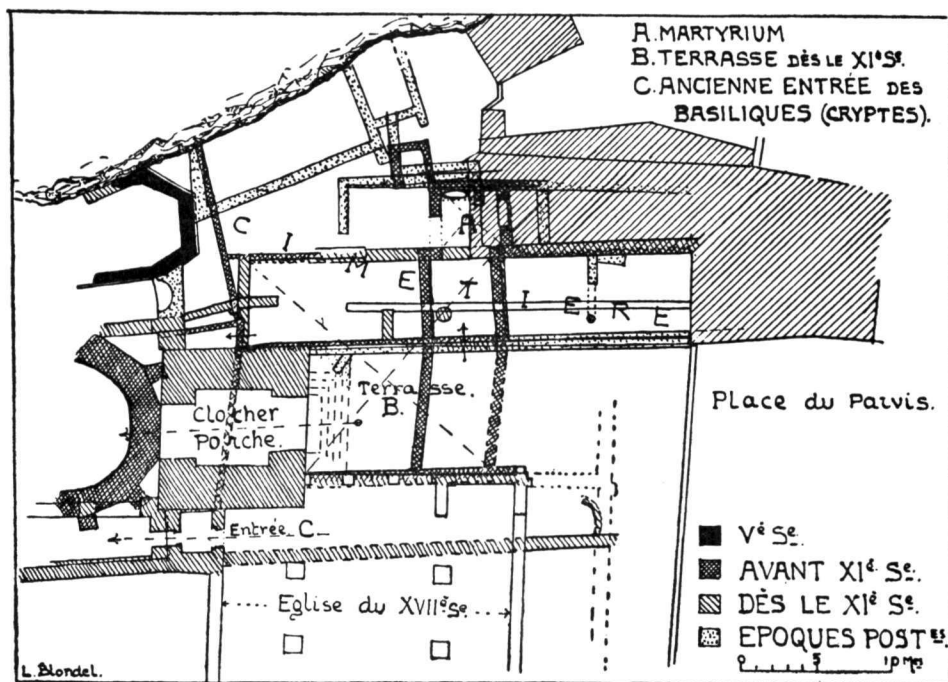 A. MARTYRIUM
B. TERRASSE DÈS LE XIᵉ Sᵉ.
C. ANCIENNE ENTRÉE DES
BASILIQUES (CRYPTES).
C
A
C I M E T I E R E
Clocher
Porche.
Terrasse.
B.
Place du Parvis.
Entrée C
Eglise du XVIIᵉ Sᵉ
Vᵉ Sᵉ.
AVANT XIᵉ Sᵉ.
DÈS LE XIᵉ Sᵉ.
EPOQUES POSTᴱˢ.
0 5 10 Mes
L. Blondel.